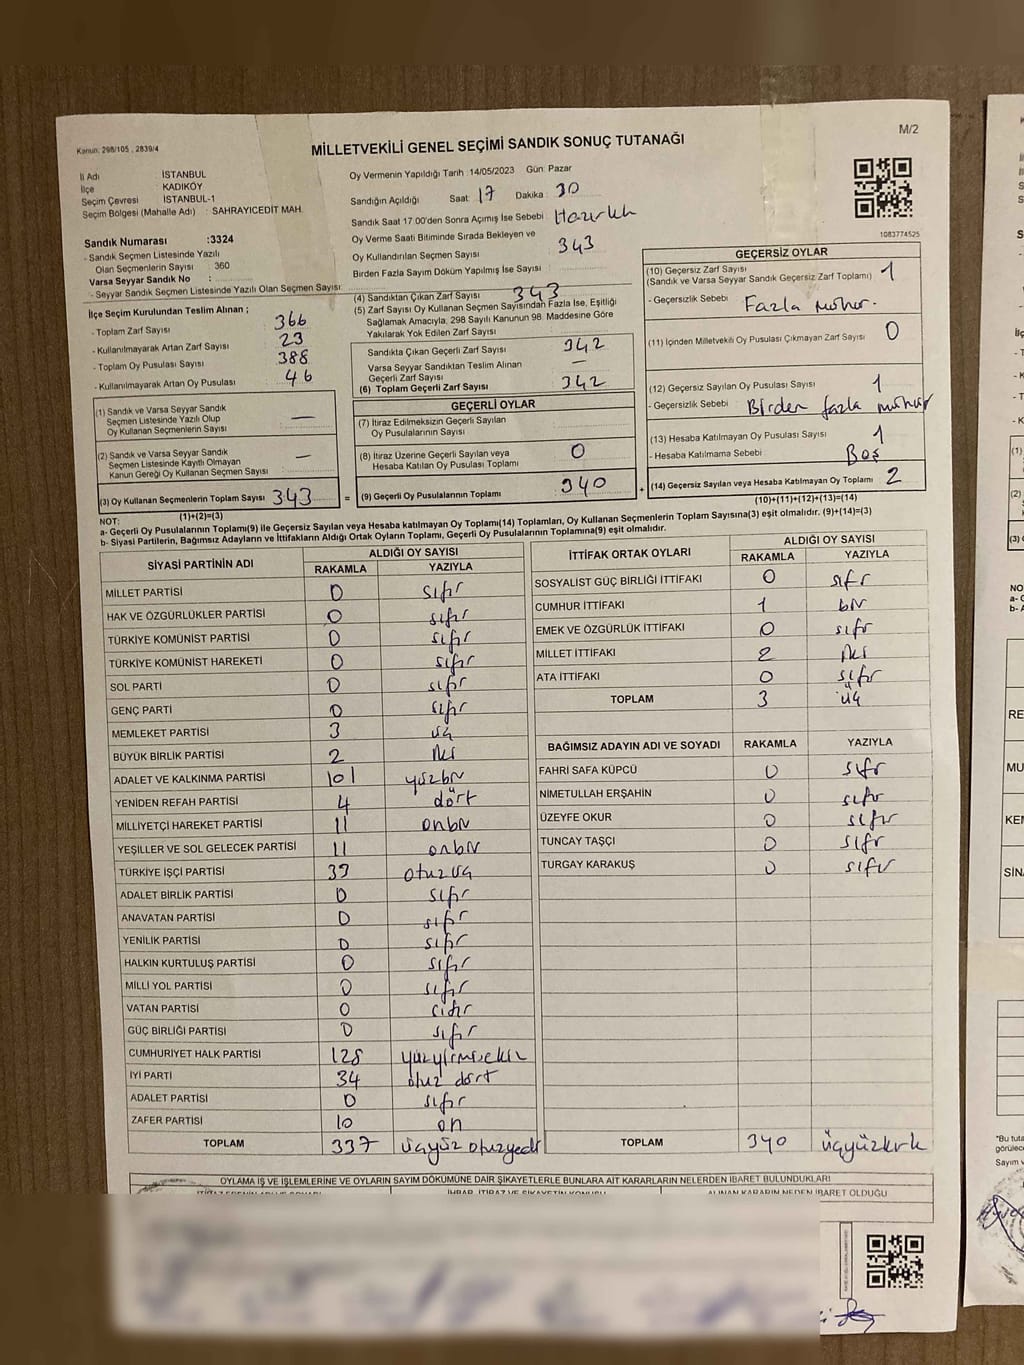 Kanun: 298/105 , 2839/4
M/2
MİLLETVEKİLİ GENEL SEÇİMİ SANDIK SONUÇ TUTANAĞI
İl Adı : İSTANBUL
İlçe : KADIKÖY
Seçim Çevresi : İSTANBUL-1
Seçim Bölgesi (Mahalle Adı) : SAHRAYICEDİT MAH.
Sandık Numarası :3324
- Sandık Seçmen Listesinde Yazılı
Olan Seçmenlerin Sayısı : 360
Varsa Seyyar Sandık No :
- Seyyar Sandık Seçmen Listesinde Yazılı Olan Seçmen Sayısı:
Oy Vermenin Yapıldığı Tarih :14/05/2023 Gün: Pazar
Sandığın Açıldığı Saat: 17 Dakika : 30
Sandık Saat 17.00'den Sonra Açılmış İse Sebebi : Hazırlık
Oy Verme Saati Bitiminde Sırada Bekleyen ve
Oy Kullandırılan Seçmen Sayısı : 343
Birden Fazla Sayım Döküm Yapılmış İse Sayısı :
1083774525
İlçe Seçim Kurulundan Teslim Alınan ;
- Toplam Zarf Sayısı : 366
- Kullanılmayarak Artan Zarf Sayısı : 23
- Toplam Oy Pusulası Sayısı : 388
- Kullanılmayarak Artan Oy Pusulası : 46
(1) Sandık ve Varsa Seyyar Sandık
Seçmen Listesinde Yazılı Olup
Oy Kullanan Seçmenlerin Sayısı : —
(2) Sandık ve Varsa Seyyar Sandık
Seçmen Listesinde Kayıtlı Olmayan
Kanun Gereği Oy Kullanan Seçmen Sayısı : —
(3) Oy Kullanan Seçmenlerin Toplam Sayısı : 343
(1)+(2)=(3)
(4) Sandıktan Çıkan Zarf Sayısı : 343
(5) Zarf Sayısı Oy Kullanan Seçmen Sayısından Fazla İse, Eşitliği
Sağlamak Amacıyla, 298 Sayılı Kanunun 98. Maddesine Göre
Yakılarak Yok Edilen Zarf Sayısı :
Sandıkta Çıkan Geçerli Zarf Sayısı : 342
Varsa Seyyar Sandıktan Teslim Alınan
Geçerli Zarf Sayısı : —
(6) Toplam Geçerli Zarf Sayısı : 342
GEÇERLİ OYLAR
(7) İtiraz Edilmeksizin Geçerli Sayılan
Oy Pusulalarının Sayısı :
(8) İtiraz Üzerine Geçerli Sayılan veya
Hesaba Katılan Oy Pusulası Toplamı : 0
= (9) Geçerli Oy Pusulalarının Toplamı : 340
GEÇERSİZ OYLAR
(10) Geçersiz Zarf Sayısı : 1
(Sandık ve Varsa Seyyar Sandık Geçersiz Zarf Toplamı)
- Geçersizlik Sebebi : Fazla mühür.
(11) İçinden Milletvekili Oy Pusulası Çıkmayan Zarf Sayısı : 0
(12) Geçersiz Sayılan Oy Pusulası Sayısı : 1
- Geçersizlik Sebebi : Birden fazla mühür
(13) Hesaba Katılmayan Oy Pusulası Sayısı : 1
- Hesaba Katılmama Sebebi : Boş
+ (14) Geçersiz Sayılan veya Hesaba Katılmayan Oy Toplamı : 2
(10)+(11)+(12)+(13)=(14)
NOT:
a- Geçerli Oy Pusulalarının Toplamı(9) ile Geçersiz Sayılan veya Hesaba Katılmayan Oy Toplamı(14) Toplamları, Oy Kullanan Seçmenlerin Toplam Sayısına(3) eşit olmalıdır. (9)+(14)=(3)
b- Siyasi Partilerin, Bağımsız Adayların ve İttifakların Aldığı Ortak Oyların Toplamı, Geçerli Oy Pusulalarının Toplamına(9) eşit olmalıdır.
SİYASİ PARTİNİN ADI ALDIĞI OY SAYISI
RAKAMLA YAZIYLA
MİLLET PARTİSİ 0 sıfır
HAK VE ÖZGÜRLÜKLER PARTİSİ 0 sıfır
TÜRKİYE KOMÜNİST PARTİSİ 0 sıfır
TÜRKİYE KOMÜNİST HAREKETİ 0 sıfır
SOL PARTİ 0 sıfır
GENÇ PARTİ 0 sıfır
MEMLEKET PARTİSİ 3 üç
BÜYÜK BİRLİK PARTİSİ 2 iki
ADALET VE KALKINMA PARTİSİ 101 yüzbir
YENİDEN REFAH PARTİSİ 4 dört
MİLLİYETÇİ HAREKET PARTİSİ 11 onbir
YEŞİLLER VE SOL GELECEK PARTİSİ 11 onbir
TÜRKİYE İŞÇİ PARTİSİ 33 otuzüç
ADALET BİRLİK PARTİSİ 0 sıfır
ANAVATAN PARTİSİ 0 sıfır
YENİLİK PARTİSİ 0 sıfır
HALKIN KURTULUŞ PARTİSİ 0 sıfır
MİLLİ YOL PARTİSİ 0 sıfır
VATAN PARTİSİ 0 sıfır
GÜÇ BİRLİĞİ PARTİSİ 0 sıfır
CUMHURİYET HALK PARTİSİ 128 yüzyirmisekiz
İYİ PARTİ 34 otuz dört
ADALET PARTİSİ 0 sıfır
ZAFER PARTİSİ 10 on
TOPLAM 337 üçyüz otuzyedi
İTTİFAK ORTAK OYLARI ALDIĞI OY SAYISI
RAKAMLA YAZIYLA
SOSYALİST GÜÇ BİRLİĞİ İTTİFAKI 0 sıfır
CUMHUR İTTİFAKI 1 bir
EMEK VE ÖZGÜRLÜK İTTİFAKI 0 sıfır
MİLLET İTTİFAKI 2 iki
ATA İTTİFAKI 0 sıfır
TOPLAM 3 üç
BAĞIMSIZ ADAYIN ADI VE SOYADI RAKAMLA YAZIYLA
FAHRİ SAFA KÜPCÜ 0 sıfır
NİMETULLAH ERŞAHİN 0 sıfır
ÜZEYFE OKUR 0 sıfır
TUNCAY TAŞÇI 0 sıfır
TURGAY KARAKUŞ 0 sıfır
TOPLAM 340 üçyüzkırk
OYLAMA İŞ VE İŞLEMLERİNE VE OYLARIN SAYIM DÖKÜMÜNE DAİR ŞİKAYETLERLE BUNLARA AİT KARARLARIN NELERDEN İBARET BULUNDUKLARI
İHBAR, İTİRAZ VE ŞİKAYETİN KONUSU ALINAN KARARIN NEDEN İBARET OLDUĞU